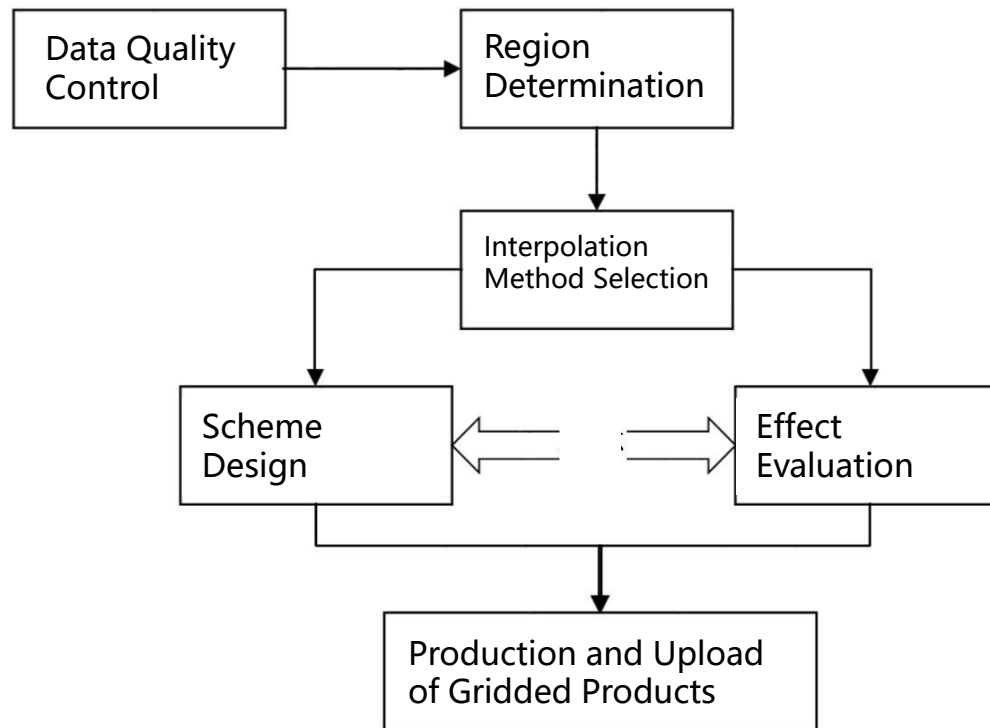 Data Quality
Control
Region
Determination
Interpolation
Method Selection
Scheme
Design
Effect
Evaluation
Production and Upload
of Gridded Products